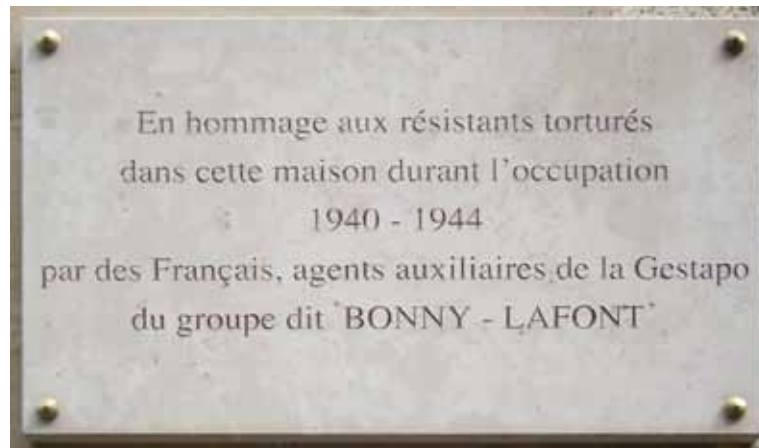 En hommage aux résistants torturés
dans cette maison durant l'occupation
1940 - 1944
par des Français, agents auxiliaires de la Gestapo
du groupe dit "BONNY - LAFONT"